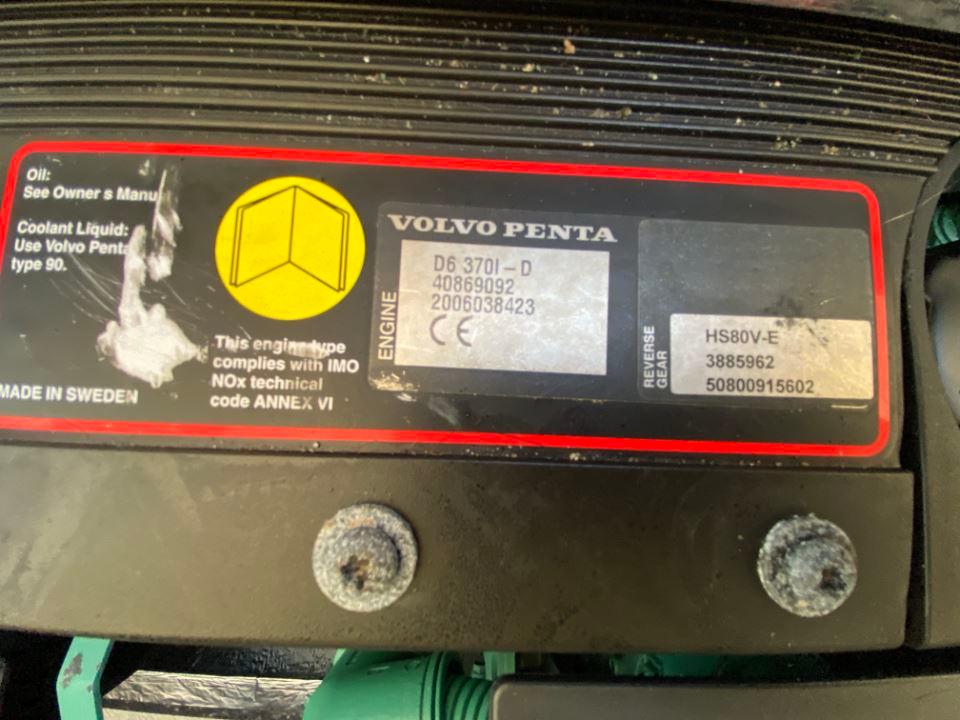 Oil:
See Owner s Manu
Coolant Liquid:
Use Volvo Penta
type 90.
MADE IN SWEDEN
This engine type
complies with IMO
NOx technical
code ANNEX VI
VOLVO PENTA
ENGINE
D6 370I-D
40869092
2006038423
CE
REVERSE
GEAR
HS80V-E
3885962
50800915602